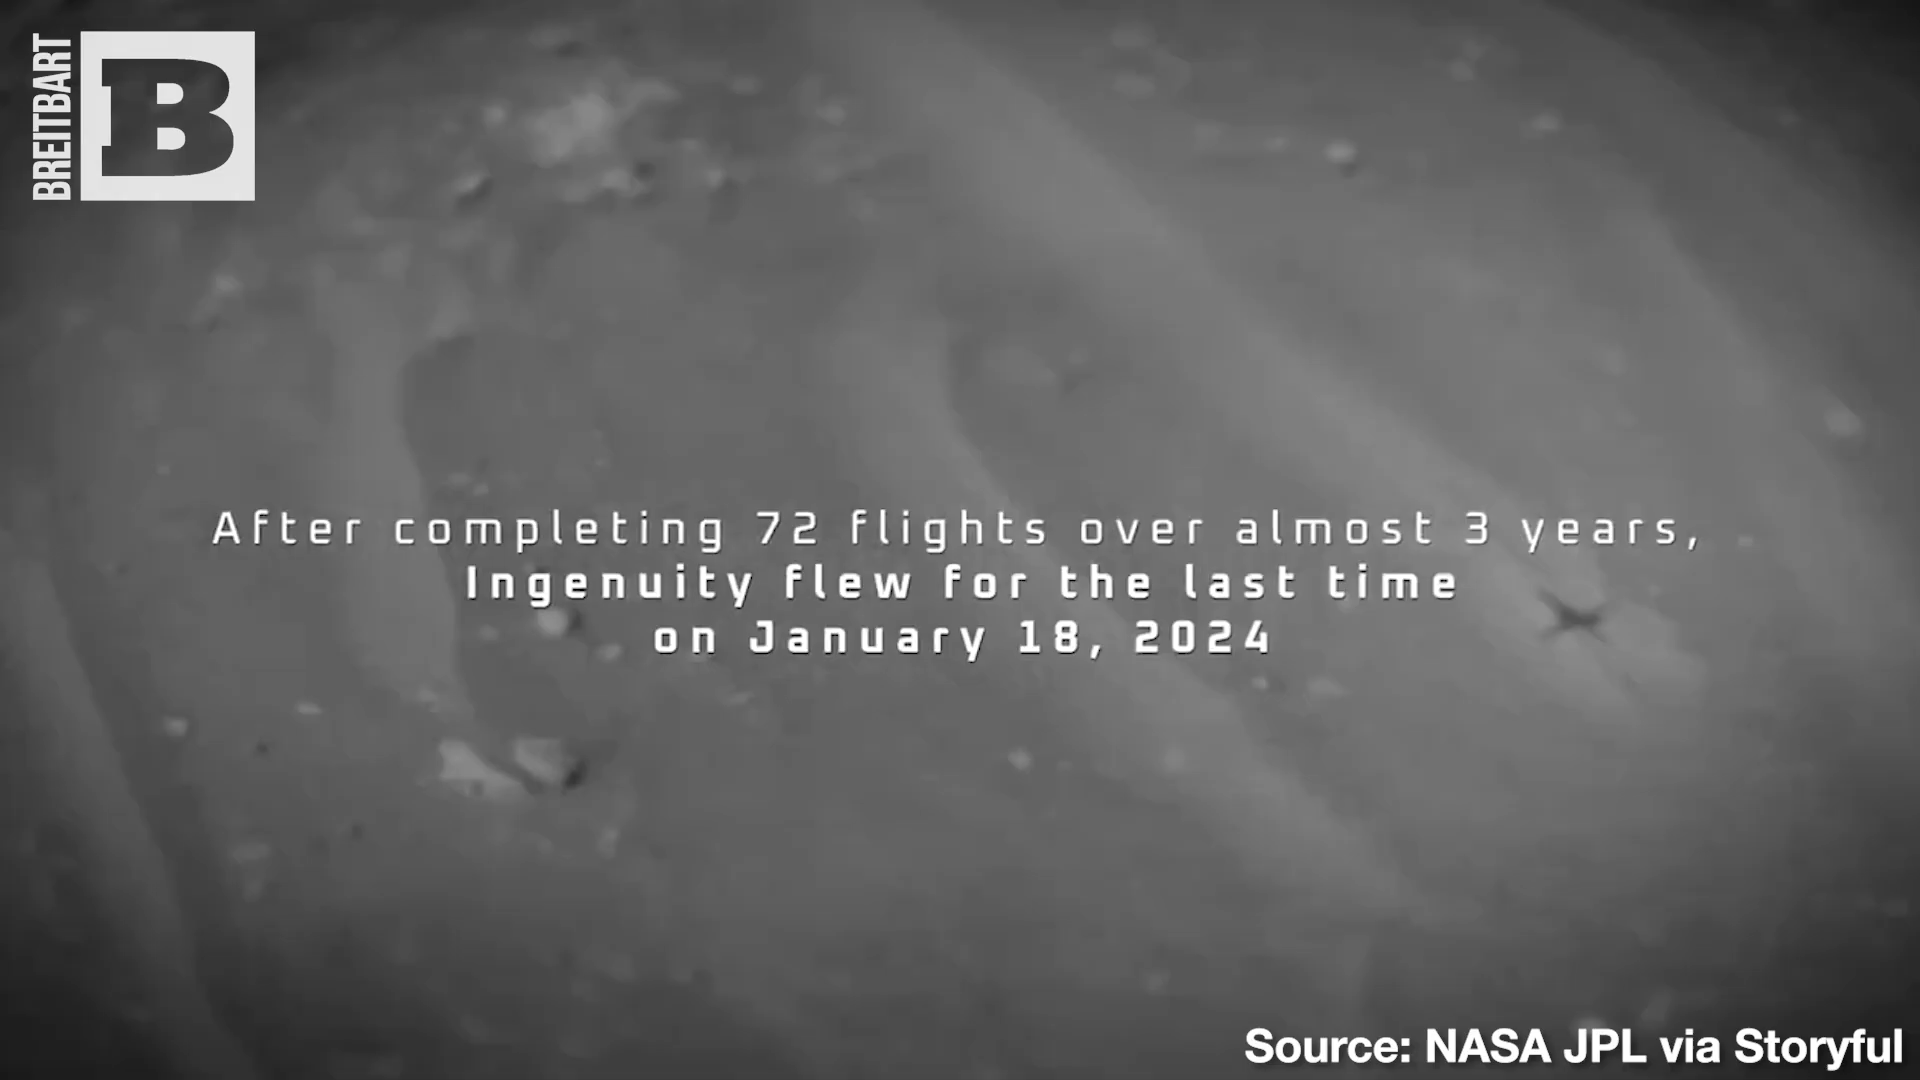 BREITBART
B
After completing 72 flights over almost 3 years,
Ingenuity flew for the last time
on January 18, 2024
Source: NASA JPL via Storyful